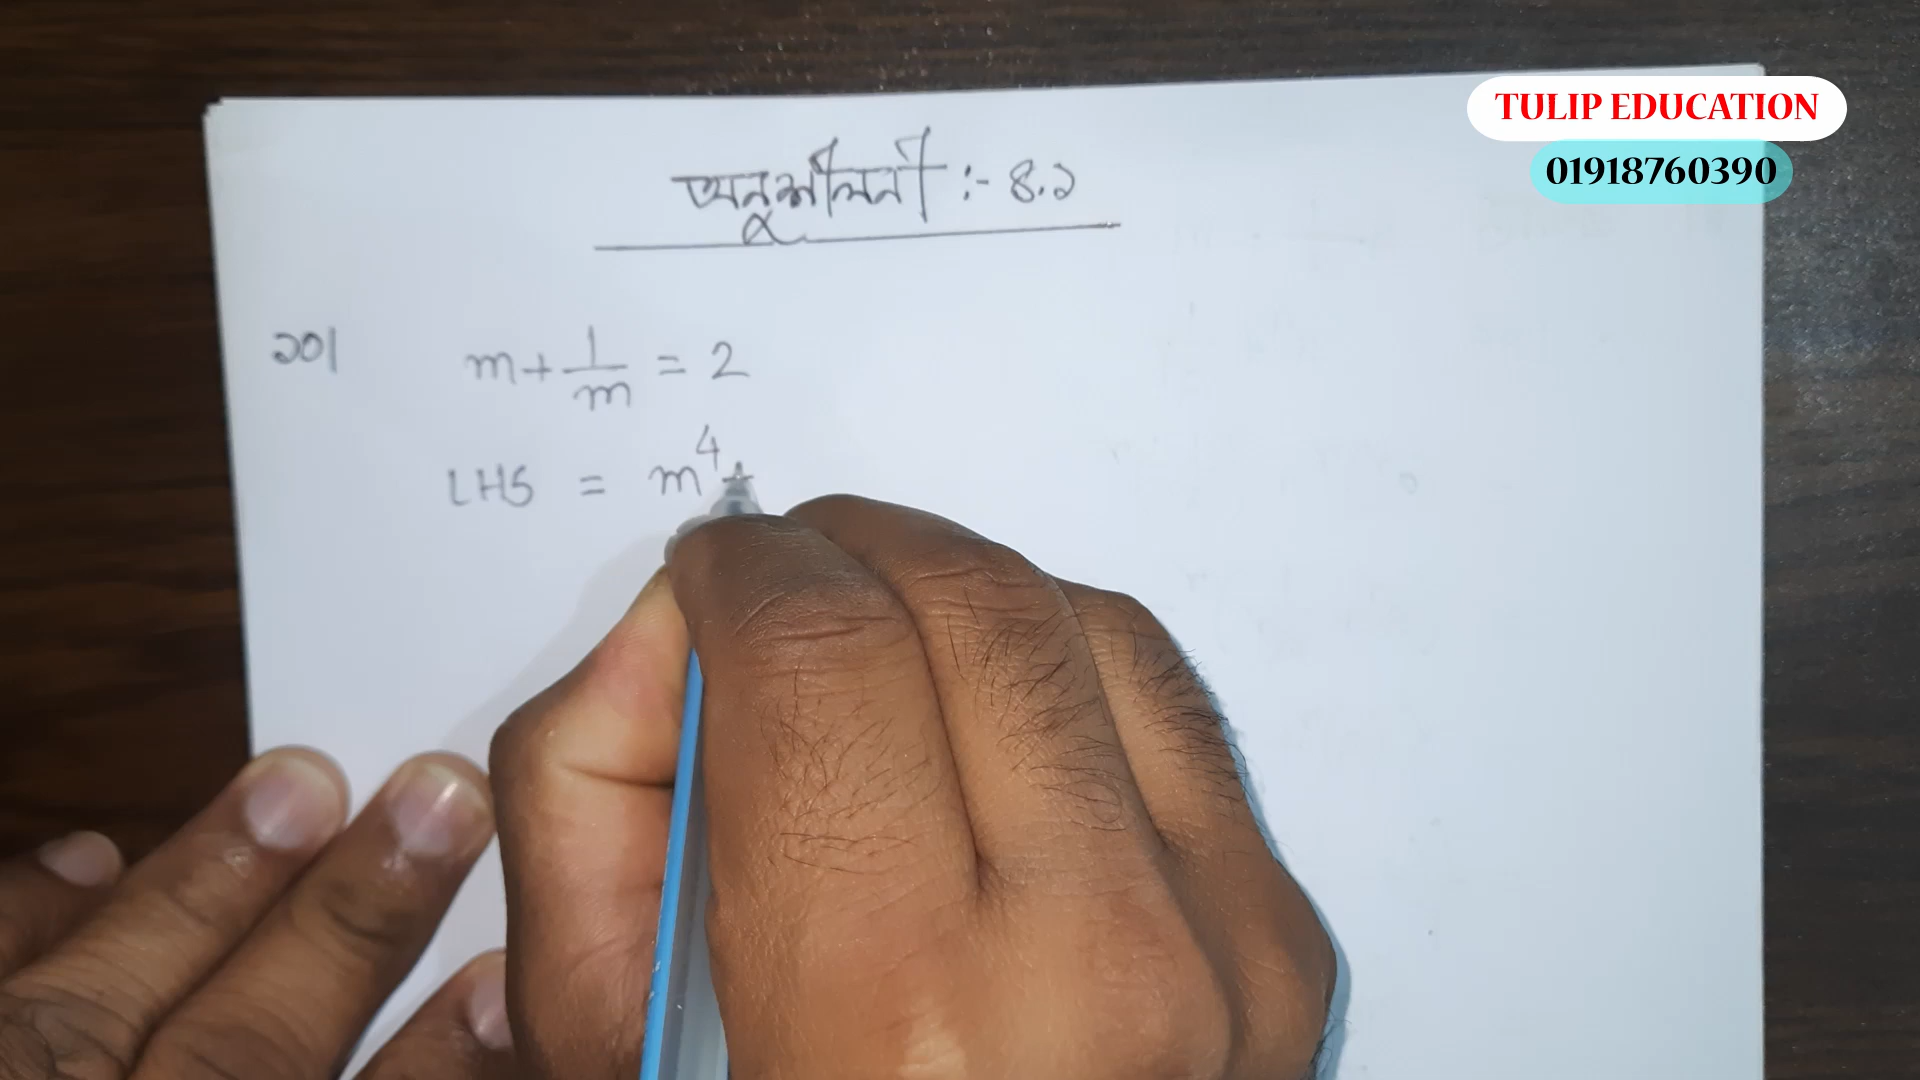 TULIP EDUCATION
01918760390
অনুশীলনী :- ৪.১
১০।
m + 1/m = 2
LHS = m⁴ +